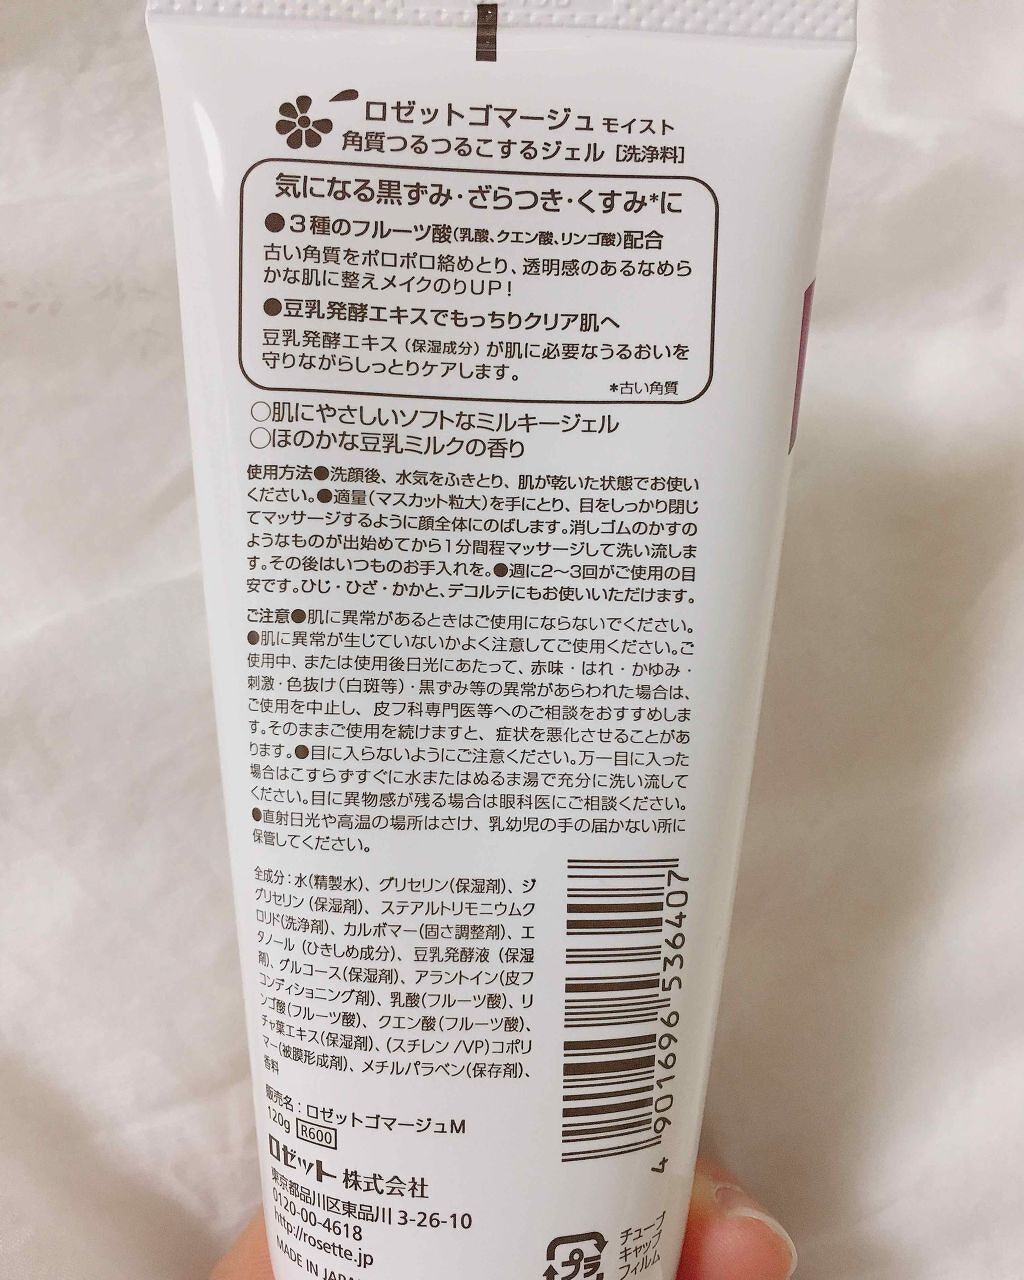 ロゼットゴマージュ モイスト
角質つるつるこするジェル [洗浄料]
気になる黒ずみ・ざらつき・くすみ*に
●3種のフルーツ酸(乳酸、クエン酸、リンゴ酸)配合
古い角質をポロポロ絡めとり、透明感のあるなめら
かな肌に整えメイクのりUP!
●豆乳発酵エキスでもっちりクリア肌へ
豆乳発酵エキス(保湿成分)が肌に必要なうるおいを
守りながらしっとりケアします。
*古い角質
○肌にやさしいソフトなミルキージェル
○ほのかな豆乳ミルクの香り
使用方法●洗顔後、水気をふきとり、肌が乾いた状態でお使い
ください。●適量(マスカット粒大)を手にとり、目をしっかり閉じ
てマッサージするように顔全体にのばします。消しゴムのかすの
ようなものが出始めてから1分間程マッサージして洗い流しま
す。その後はいつものお手入れを。●週に2〜3回がご使用の目
安です。ひじ・ひざ・かかと、デコルテにもお使いいただけます。
ご注意●肌に異常があるときはご使用にならないでください。
●肌に異常が生じていないかよく注意してご使用ください。ご
使用中、または使用後日光にあたって、赤味・はれ・かゆみ・
刺激・色抜け(白斑等)・黒ずみ等の異常があらわれた場合は、
ご使用を中止し、皮フ科専門医等へのご相談をおすすめしま
す。そのままご使用を続けますと、症状を悪化させることがあ
ります。●目に入らないようにご注意ください。万一目に入った
場合はこすらずすぐに水またはぬるま湯で充分に洗い流して
ください。目に異物感が残る場合は眼科医にご相談ください。
●直射日光や高温の場所はさけ、乳幼児の手の届かない所に
保管してください。
全成分:水(精製水)、グリセリン(保湿剤)、ジ
グリセリン(保湿剤)、ステアルトリモニウムク
ロリド(洗浄剤)、カルボマー(固さ調整剤)、エ
タノール(ひきしめ成分)、豆乳発酵液(保湿
剤)、グルコース(保湿剤)、アラントイン(皮フ
コンディショニング剤)、乳酸(フルーツ酸)、リ
ンゴ酸(フルーツ酸)、クエン酸(フルーツ酸)、
チャ葉エキス(保湿剤)、(スチレン/VP)コポリ
マー(被膜形成剤)、メチルパラベン(保存剤)、
香料
販売名:ロゼットゴマージュM
120g R600
ロゼット株式会社
東京都品川区東品川 3-26-10
0120-00-4618
http://rosette.jp
MADE IN JAPAN
4 901696 536407
プラ
チューブ
キャップ
フィルム